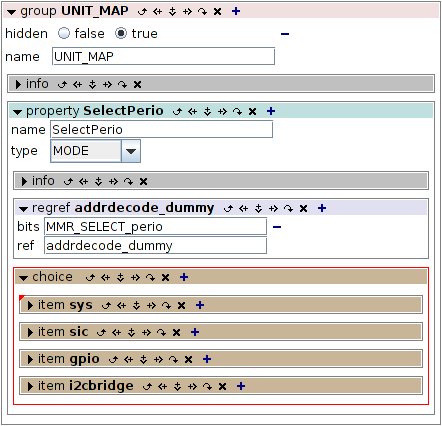 group UNIT_MAP
hidden false true
name UNIT_MAP
info
property SelectPerio
name SelectPerio
type MODE
info
regref addrdecode_dummy
bits MMR_SELECT_perio
ref addrdecode_dummy
choice
item sys
item sic
item gpio
item i2cbridge